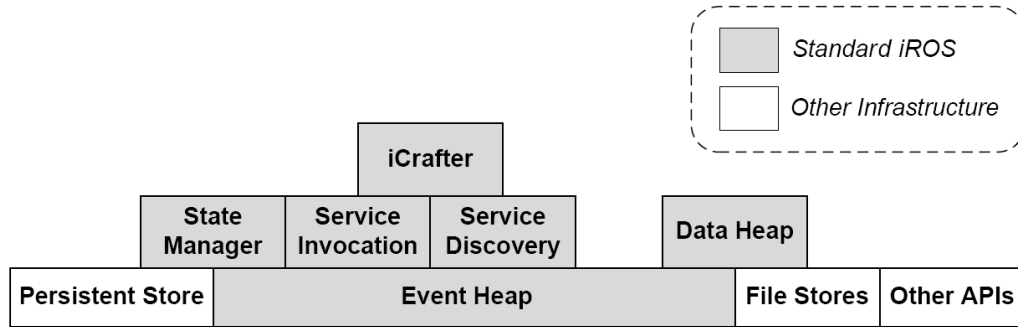 Standard iROS
Other Infrastructure
iCrafter
State
Manager
Service
Invocation
Service
Discovery
Data Heap
Persistent Store
Event Heap
File Stores
Other APIs